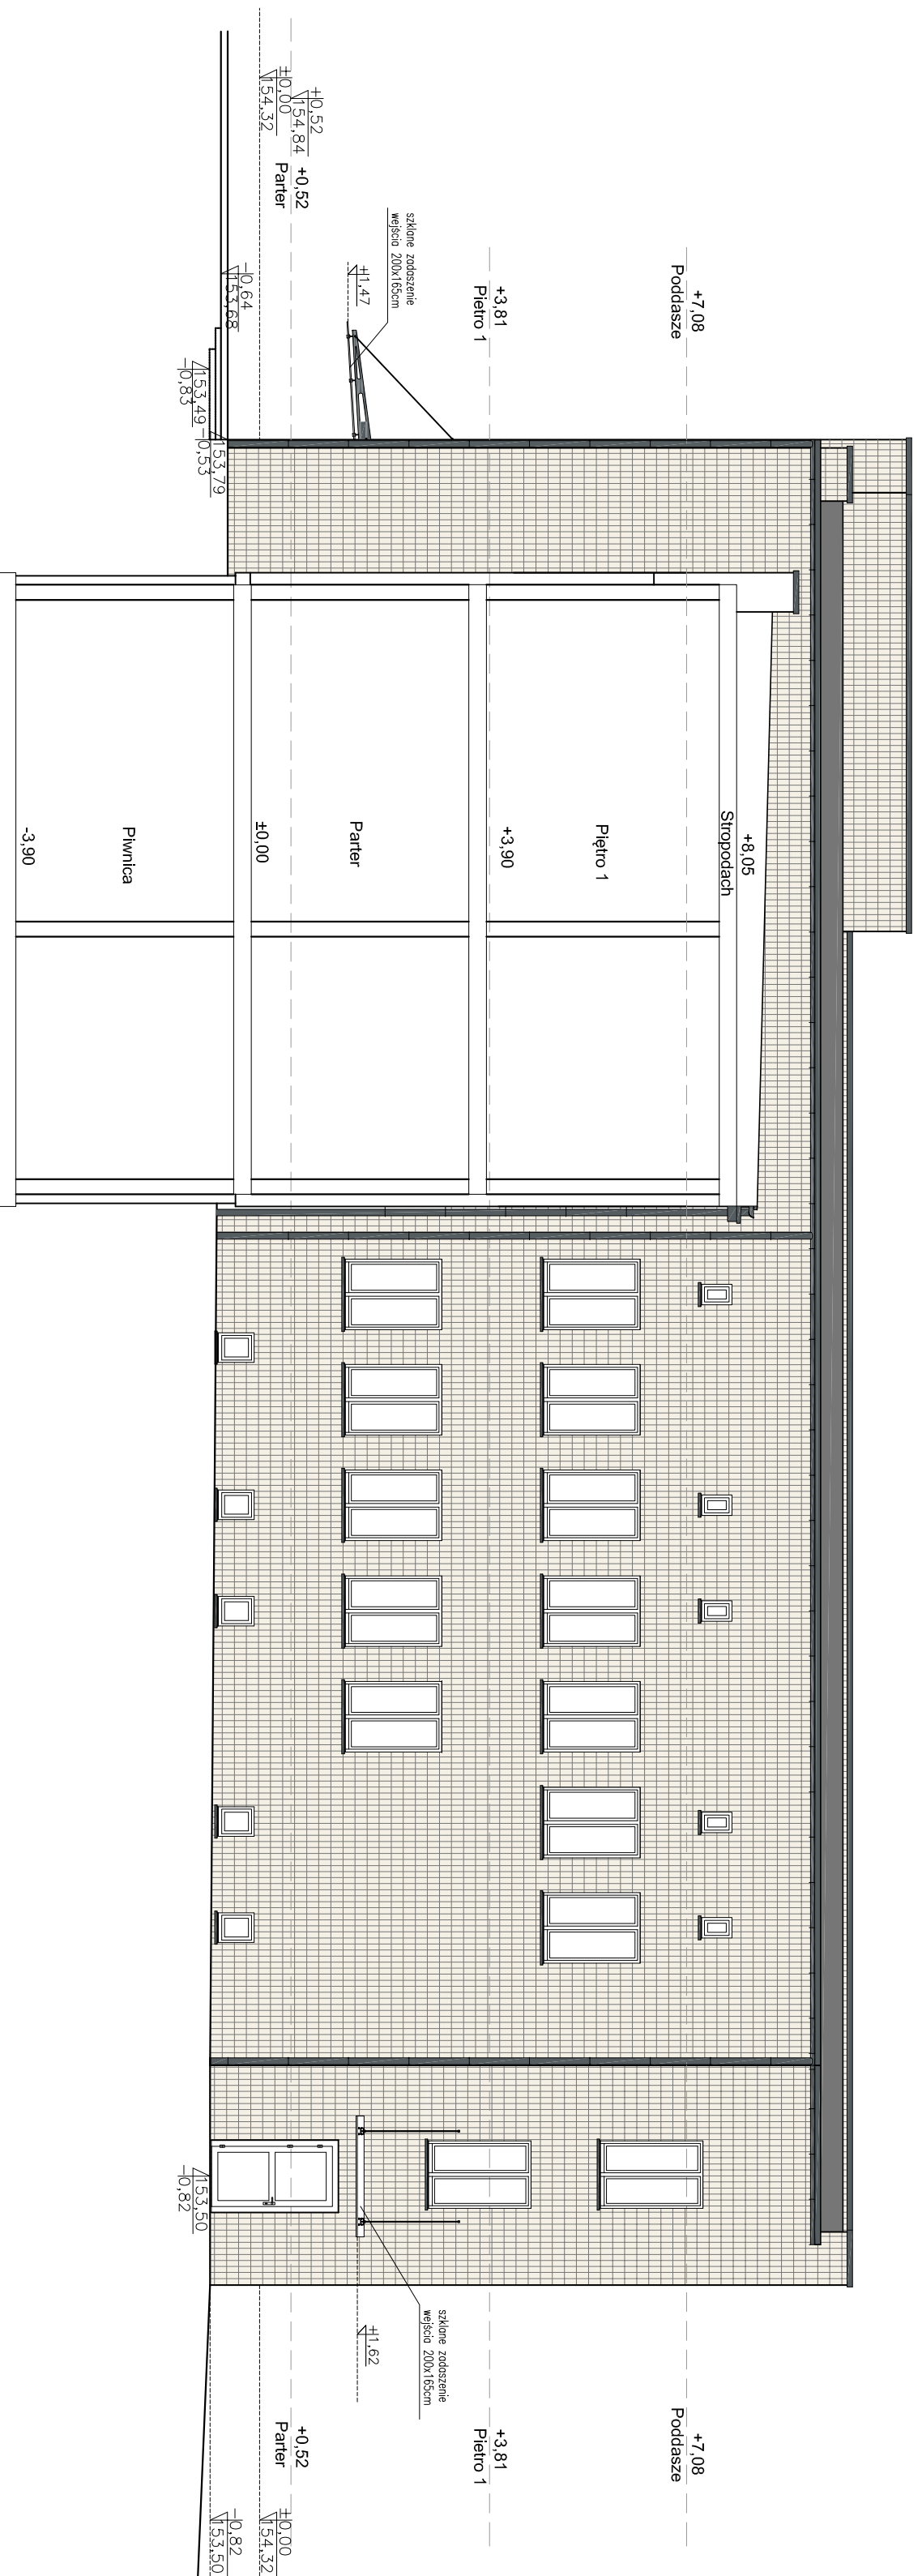 +7,08
Poddasze
+3,81
Pietro 1
szklane zadaszenie
wejścia 200x165cm
+1,47
+0,52
154,84
±0,00
154,32
+0,52
Parter
-0,64
153,68
153,49
-0,83
153,79
-0,53
+8,05
Stropodach
Piętro 1
+3,90
Parter
±0,00
Piwnica
-3,90
153,50
-0,82
szklane zadaszenie
wejścia 200x165cm
+1,62
+7,08
Poddasze
+3,81
Pietro 1
+0,52
Parter
±0,00
154,32
-0,82
153,50